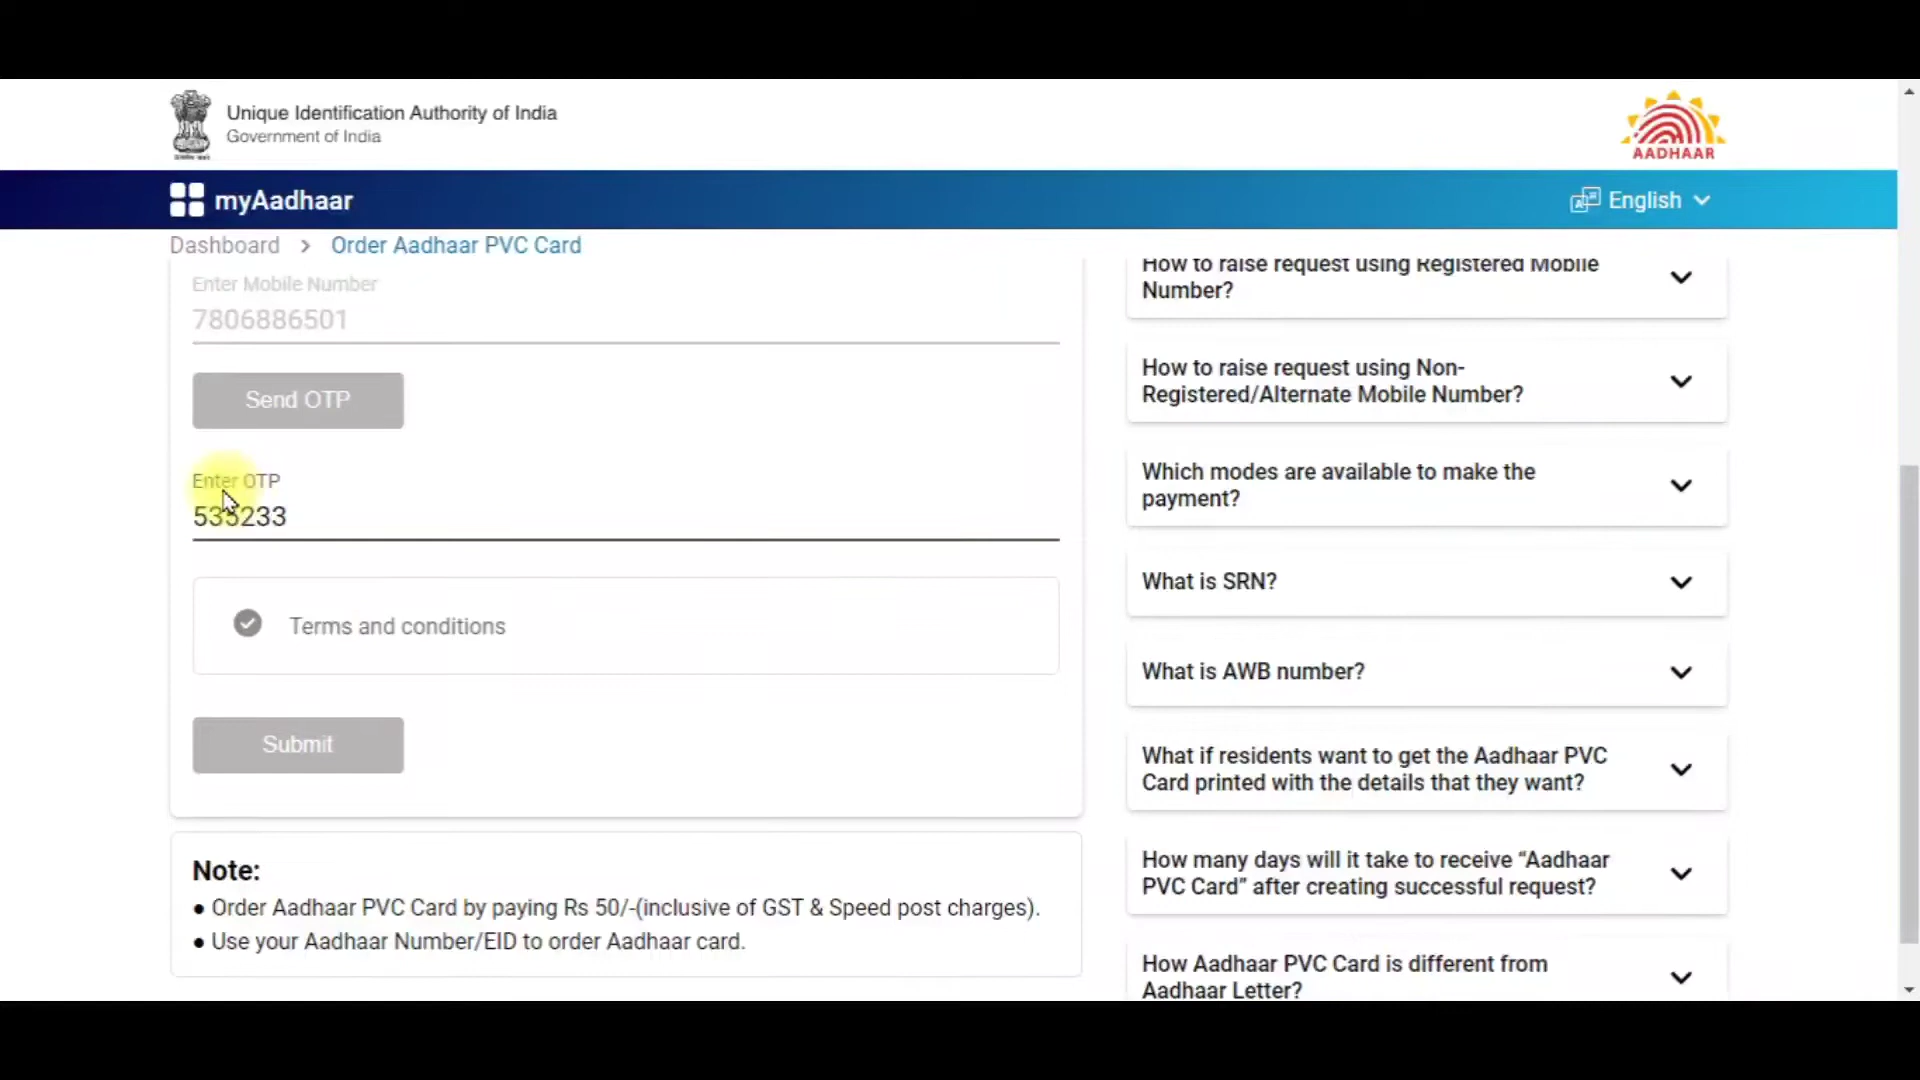 Unique Identification Authority of India
Government of India
AADHAAR
myAadhaar
English
Dashboard > Order Aadhaar PVC Card
Enter Mobile Number
7806886501
Send OTP
Enter OTP
535233
Terms and conditions
Submit
Note:
● Order Aadhaar PVC Card by paying Rs 50/-(inclusive of GST & Speed post charges).
● Use your Aadhaar Number/EID to order Aadhaar card.
How to raise request using Registered Mobile
Number?
How to raise request using Non-
Registered/Alternate Mobile Number?
Which modes are available to make the
payment?
What is SRN?
What is AWB number?
What if residents want to get the Aadhaar PVC
Card printed with the details that they want?
How many days will it take to receive “Aadhaar
PVC Card” after creating successful request?
How Aadhaar PVC Card is different from
Aadhaar Letter?